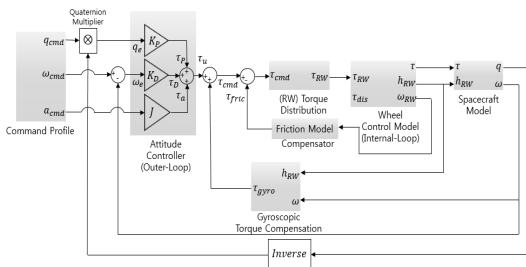 Quaternion
Multiplier
q_cmd
ω_cmd
a_cmd
Command Profile
⊗
q_e
ω_e
K_P
K_D
J
τ_P
τ_D
τ_a
Attitude
Controller
(Outer-Loop)
τ_u
τ_cmd
τ_fric
τ_cmd
τ_RW
(RW) Torque
Distribution
τ_RW
τ_dis
τ
h_RW
ω_RW
Wheel
Control Model
(Internal-Loop)
τ
h_RW
q
ω
Spacecraft
Model
Friction Model
Compensator
h_RW
τ_gyro
ω
Gyroscopic
Torque Compensation
Inverse